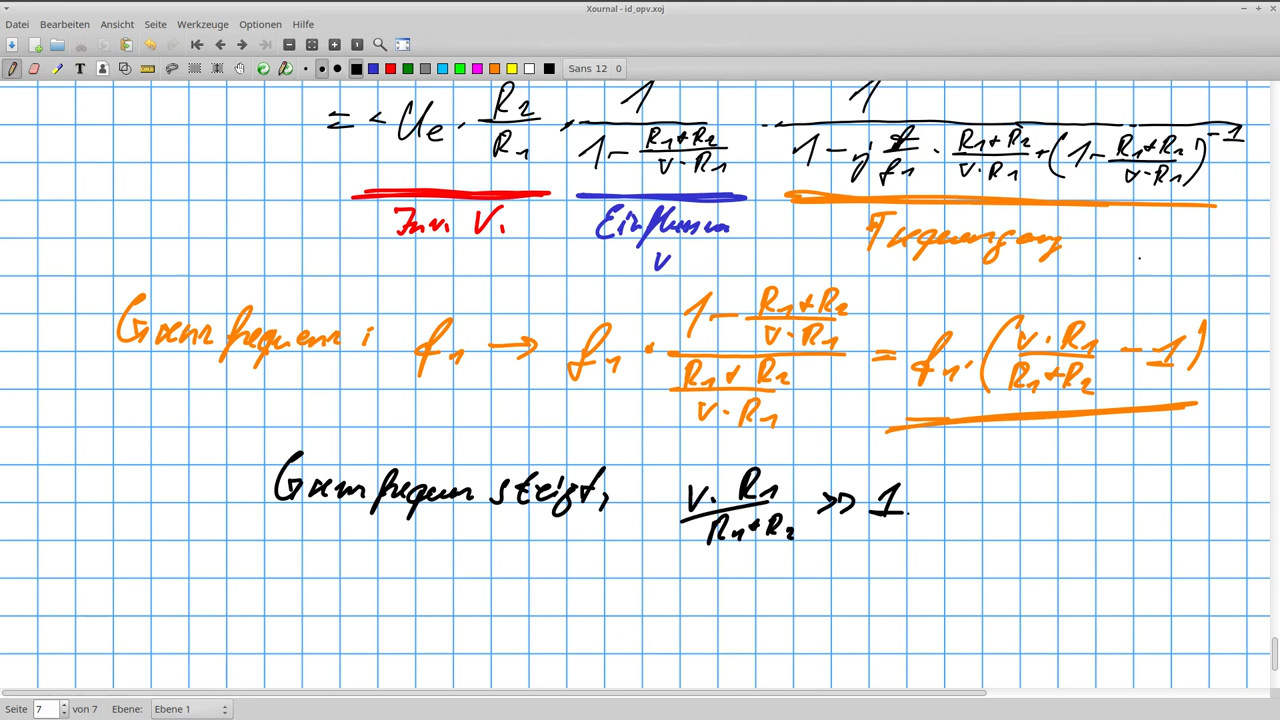 Xournal - id_opv.xoj
Datei Bearbeiten Ansicht Seite Werkzeuge Optionen Hilfe
Sans 12 0
= - Ue · R2/R1 · 1/(1 - (R1+R2)/(v·R1)) · 1/(1 - j f/f1 · (R1+R2)/(v·R1) + (1 - (R1+R2)/(v·R1))^-1)
Inv. V. Einfluss von v Frequenzgang
Grenzfrequenz: f1 → f1 · (1 - (R1+R2)/(v·R1))/((R1+R2)/(v·R1)) = f1 · (v·R1/(R1+R2) - 1)
Grenzfrequenz steigt, v·R1/(R1+R2) >> 1
Seite 7 von 7 Ebene: Ebene 1